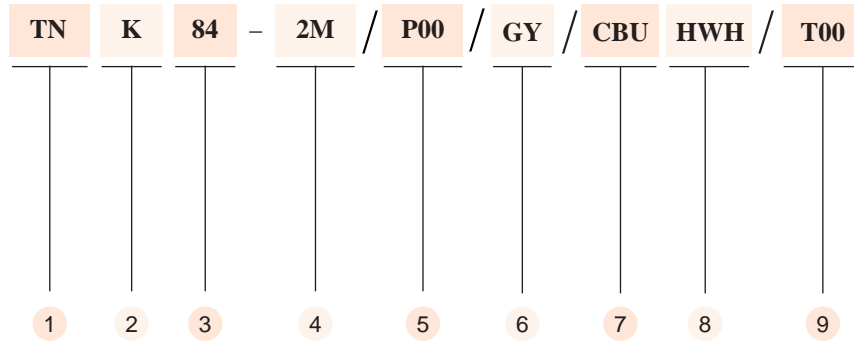 TN K 84 – 2M / P00 / GY / CBU HWH / T00
1 2 3 4 5 6 7 8 9